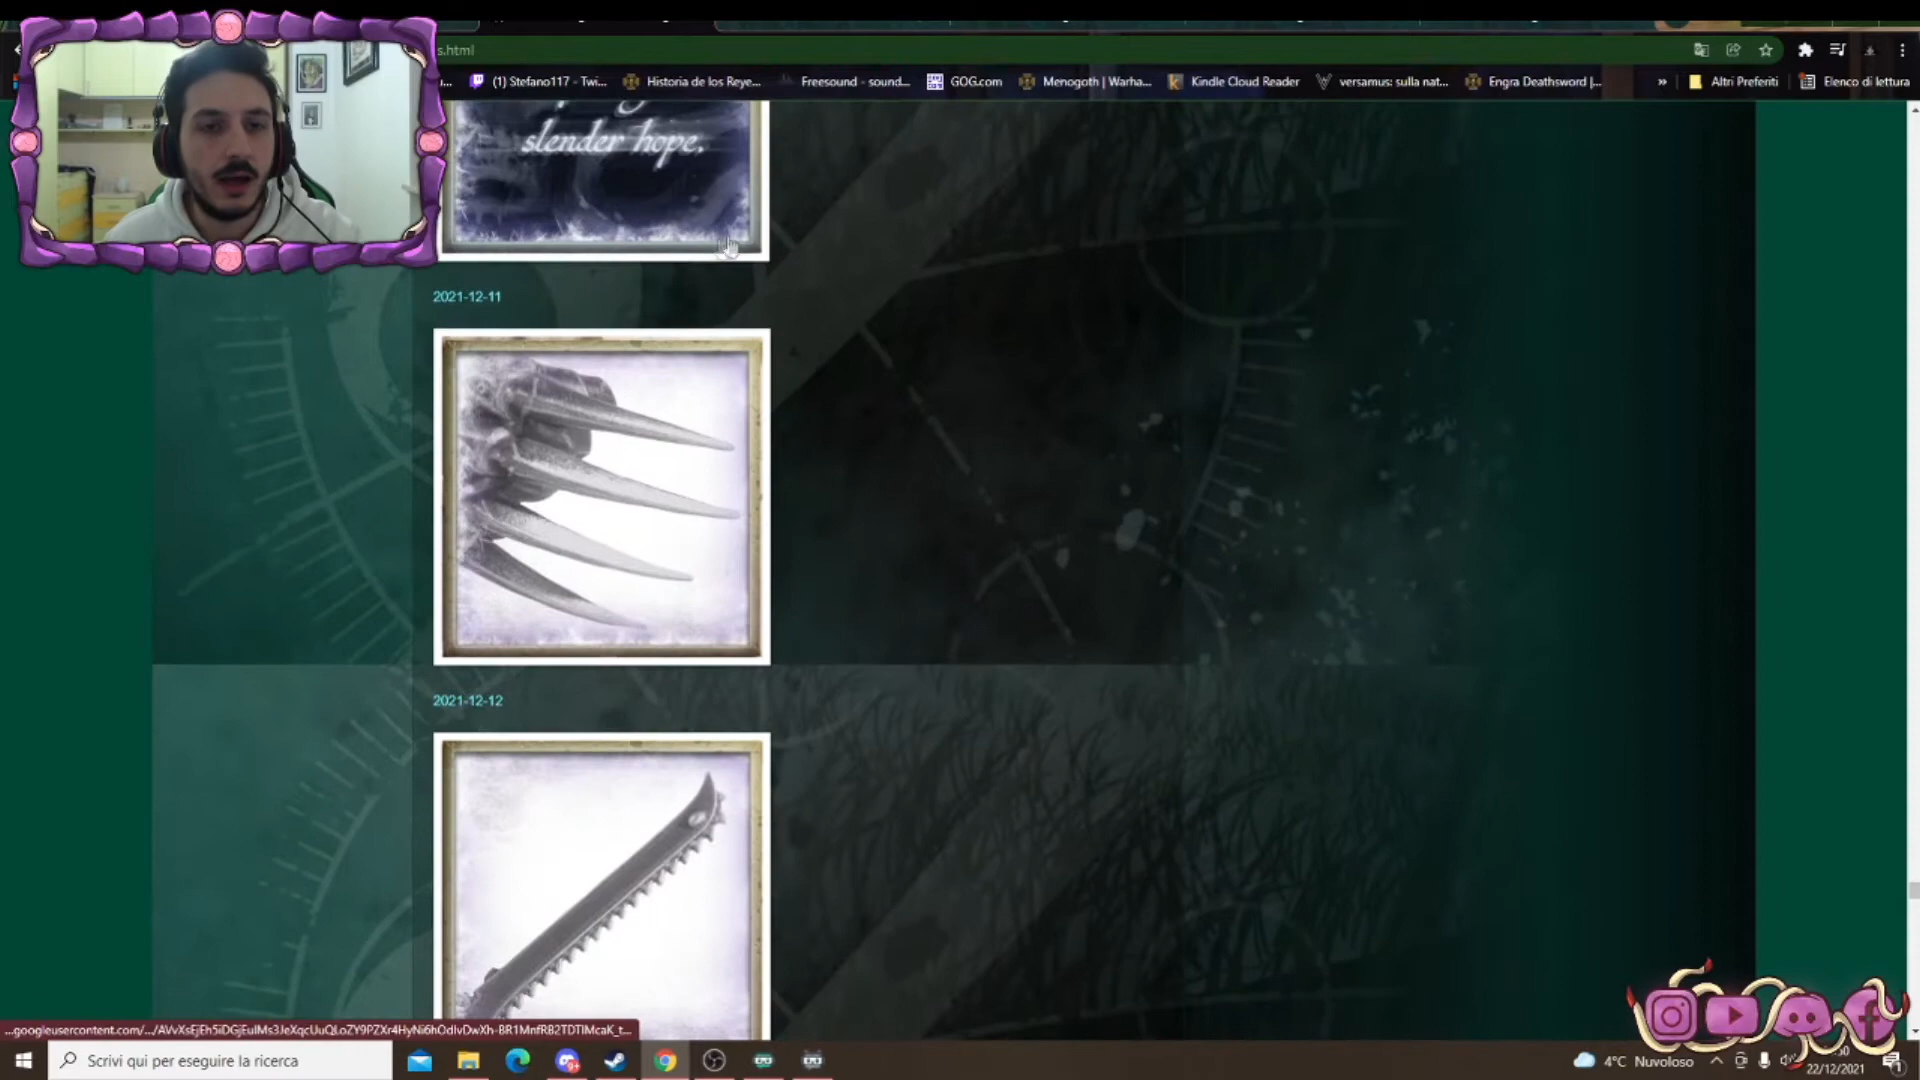 s.html
... (1) Stefano117 - Twi... Historia de los Reye... Freesound - sound... GOG.com Menogoth | Warha... Kindle Cloud Reader versamus: sulla nat... Engra Deathsword |... » Altri Preferiti Elenco di lettura
slender hope,
2021-12-11
2021-12-12
Scrivi qui per eseguire la ricerca
4°C Nuvoloso
22/12/2021